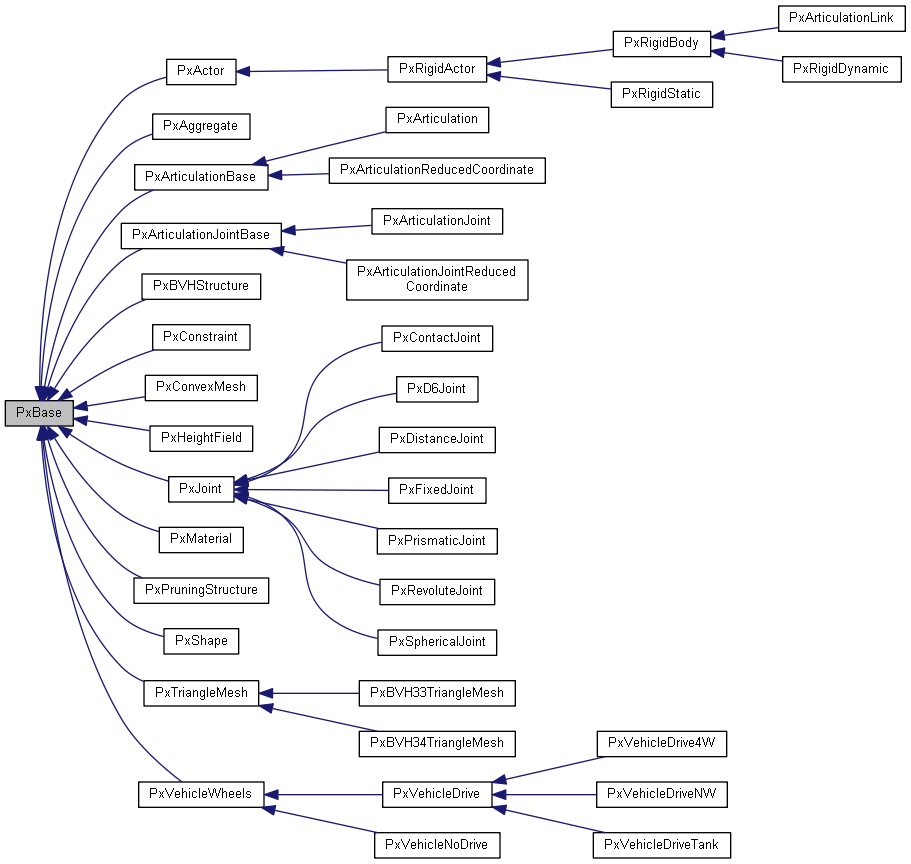 PxArticulationLink
PxRigidBody
PxActor
PxRigidActor
PxRigidDynamic
PxRigidStatic
PxAggregate
PxArticulation
PxArticulationBase
PxArticulationReducedCoordinate
PxArticulationJoint
PxArticulationJointBase
PxArticulationJointReduced
Coordinate
PxBVHStructure
PxConstraint
PxContactJoint
PxConvexMesh
PxD6Joint
PxBase
PxHeightField
PxDistanceJoint
PxJoint
PxFixedJoint
PxMaterial
PxPrismaticJoint
PxPruningStructure
PxRevoluteJoint
PxShape
PxSphericalJoint
PxTriangleMesh
PxBVH33TriangleMesh
PxBVH34TriangleMesh
PxVehicleDrive4W
PxVehicleWheels
PxVehicleDrive
PxVehicleDriveNW
PxVehicleNoDrive
PxVehicleDriveTank